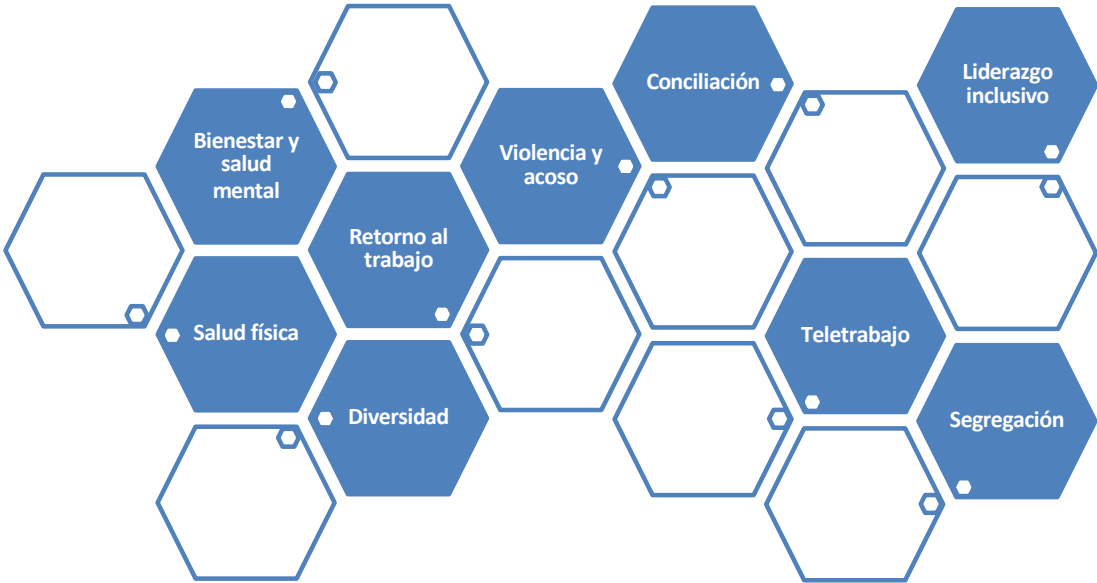 Bienestar y
salud
mental
Salud física
Retorno al
trabajo
Diversidad
Violencia y
acoso
Conciliación
Teletrabajo
Liderazgo
inclusivo
Segregación